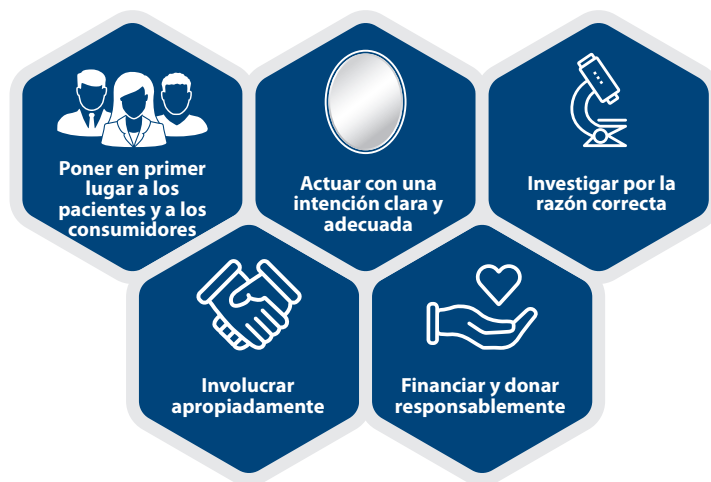 Poner en primer
lugar a los
pacientes y a los
consumidores
Actuar con una
intención clara y
adecuada
Investigar por la
razón correcta
Involucrar
apropiadamente
Financiar y donar
responsablemente